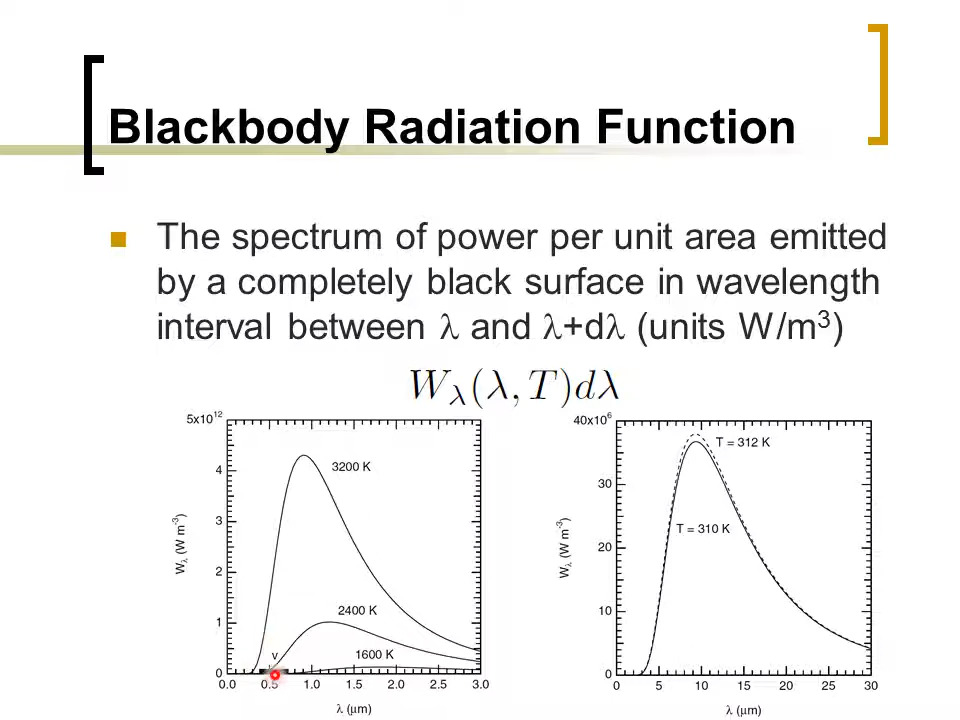 Blackbody Radiation Function
The spectrum of power per unit area emitted
by a completely black surface in wavelength
interval between λ and λ+dλ (units W/m³)
W_λ(λ, T)dλ
5x10¹²
4
3
2
1
0
W_λ (W m⁻³)
3200 K
2400 K
1600 K
v
0.0 0.5 1.0 1.5 2.0 2.5 3.0
λ (μm)
40x10⁶
30
20
10
0
W_λ (W m⁻³)
T = 312 K
T = 310 K
0 5 10 15 20 25 30
λ (μm)